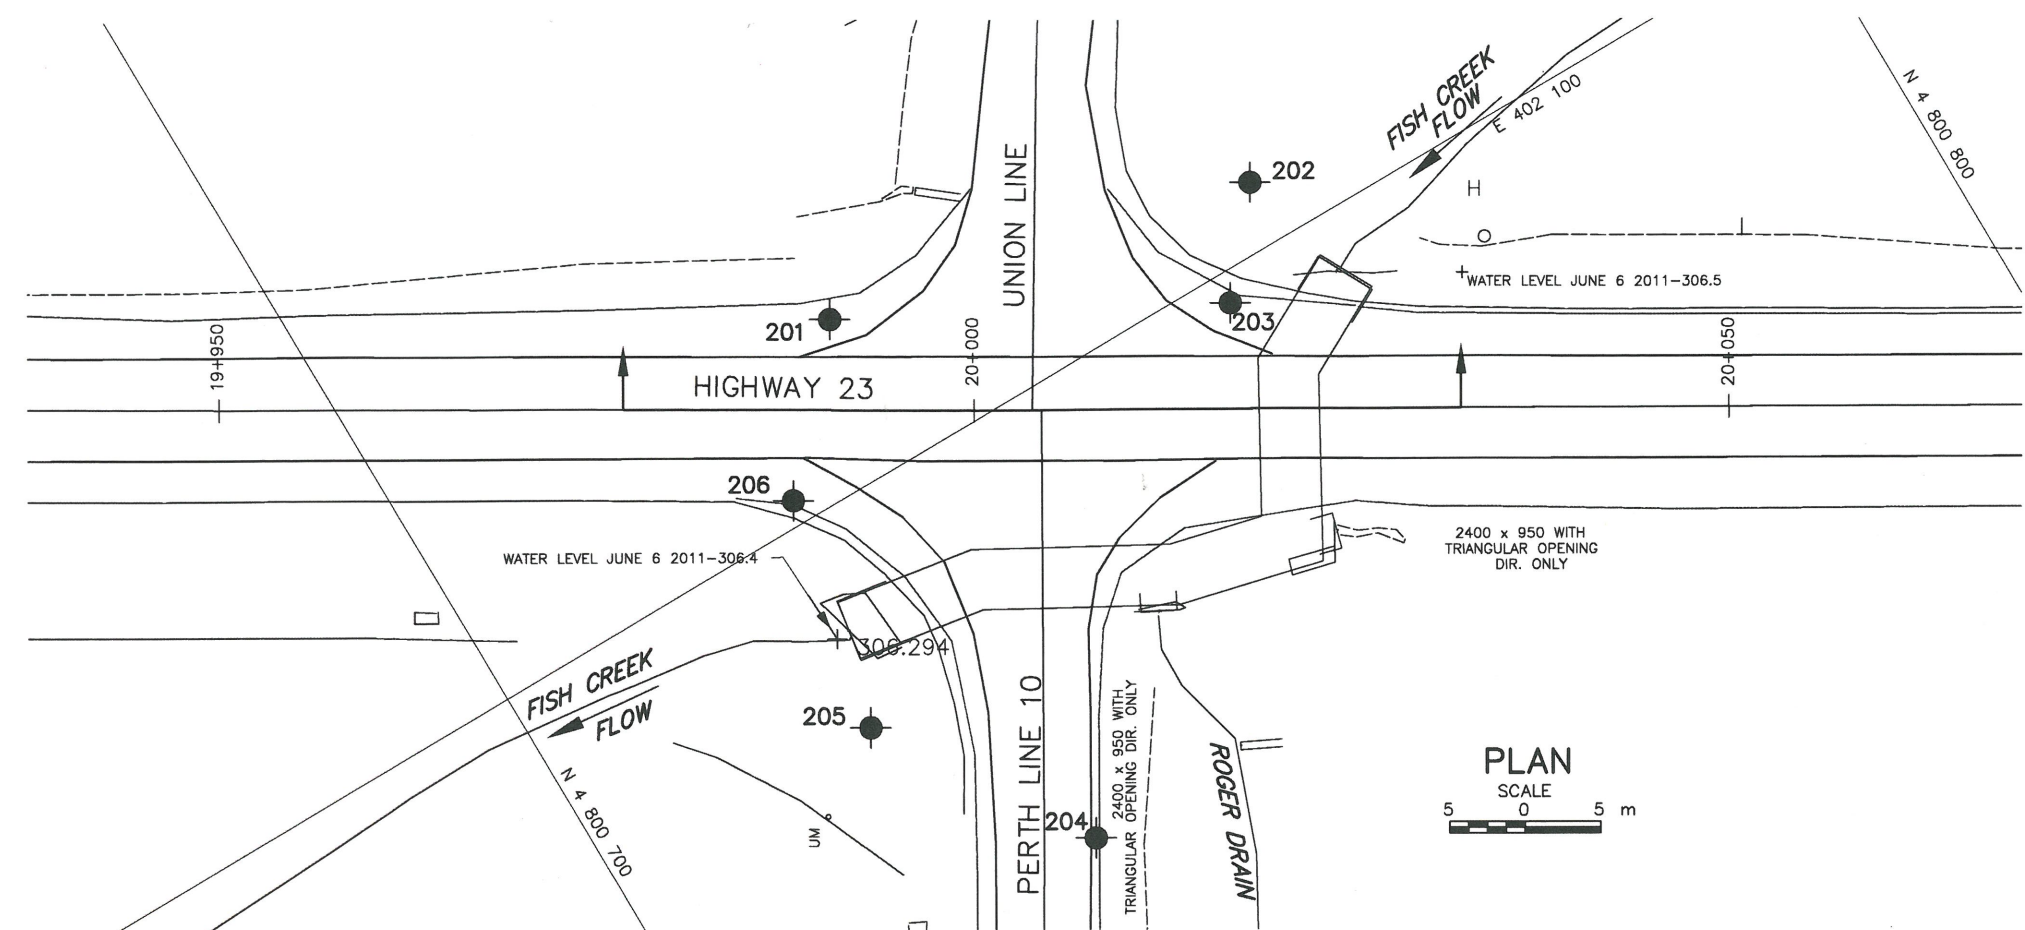 FISH CREEK
FLOW
E 402 100
N 4 800 800
202
H
UNION LINE
O
WATER LEVEL JUNE 6 2011-306.5
201
203
19+950
20+000
20+050
HIGHWAY 23
206
WATER LEVEL JUNE 6 2011-306.4
2400 x 950 WITH
TRIANGULAR OPENING
DIR. ONLY
306.294
FISH CREEK
FLOW
205
PERTH LINE 10
2400 x 950 WITH
TRIANGULAR OPENING DIR. ONLY
ROGER DRAIN
N 4 800 700
UM
204
PLAN
SCALE
5 0 5 m